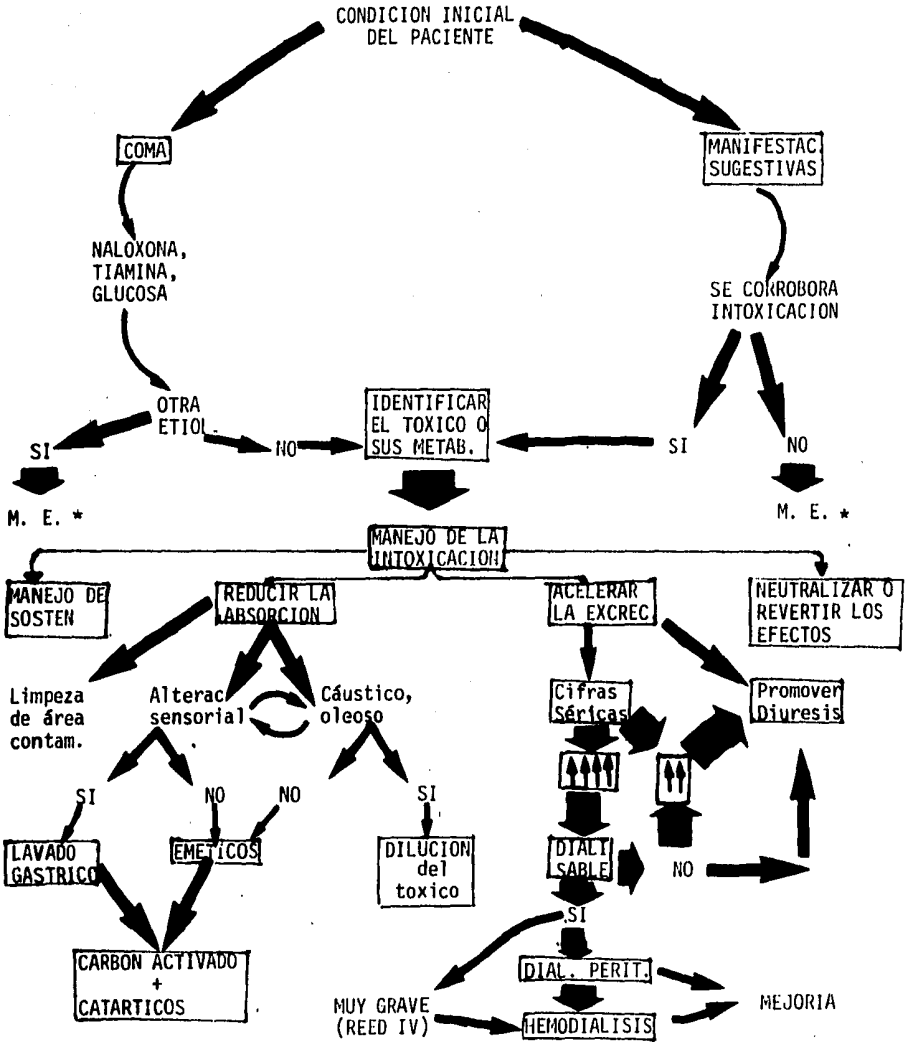 CONDICION INICIAL
DEL PACIENTE
COMA
MANIFESTAC.
SUGESTIVAS
NALOXONA,
TIAMINA,
GLUCOSA
SE CORROBORA
INTOXICACION
OTRA
ETIOL.
IDENTIFICAR
EL TOXICO O
SUS METAB.
SI
NO
SI
NO
M. E. *
M. E. *
MANEJO DE LA
INTOXICACION
MANEJO DE
SOSTEN
REDUCIR LA
ABSORCION
ACELERAR
LA EXCREC
NEUTRALIZAR O
REVERTIR LOS
EFECTOS
Limpeza
de área
contam.
Alterac
sensorial
Cáustico,
oleoso
Cifras
Séricas
Promover
Diuresis
SI
NO
NO
SI
LAVADO
GASTRICO
EMETICOS
DILUCION
del
toxico
DIALI
SABLE
NO
SI
CARBON ACTIVADO
+
CATARTICOS
DIAL. PERIT.
MUY GRAVE
(REED IV)
HEMODIALISIS
MEJORIA